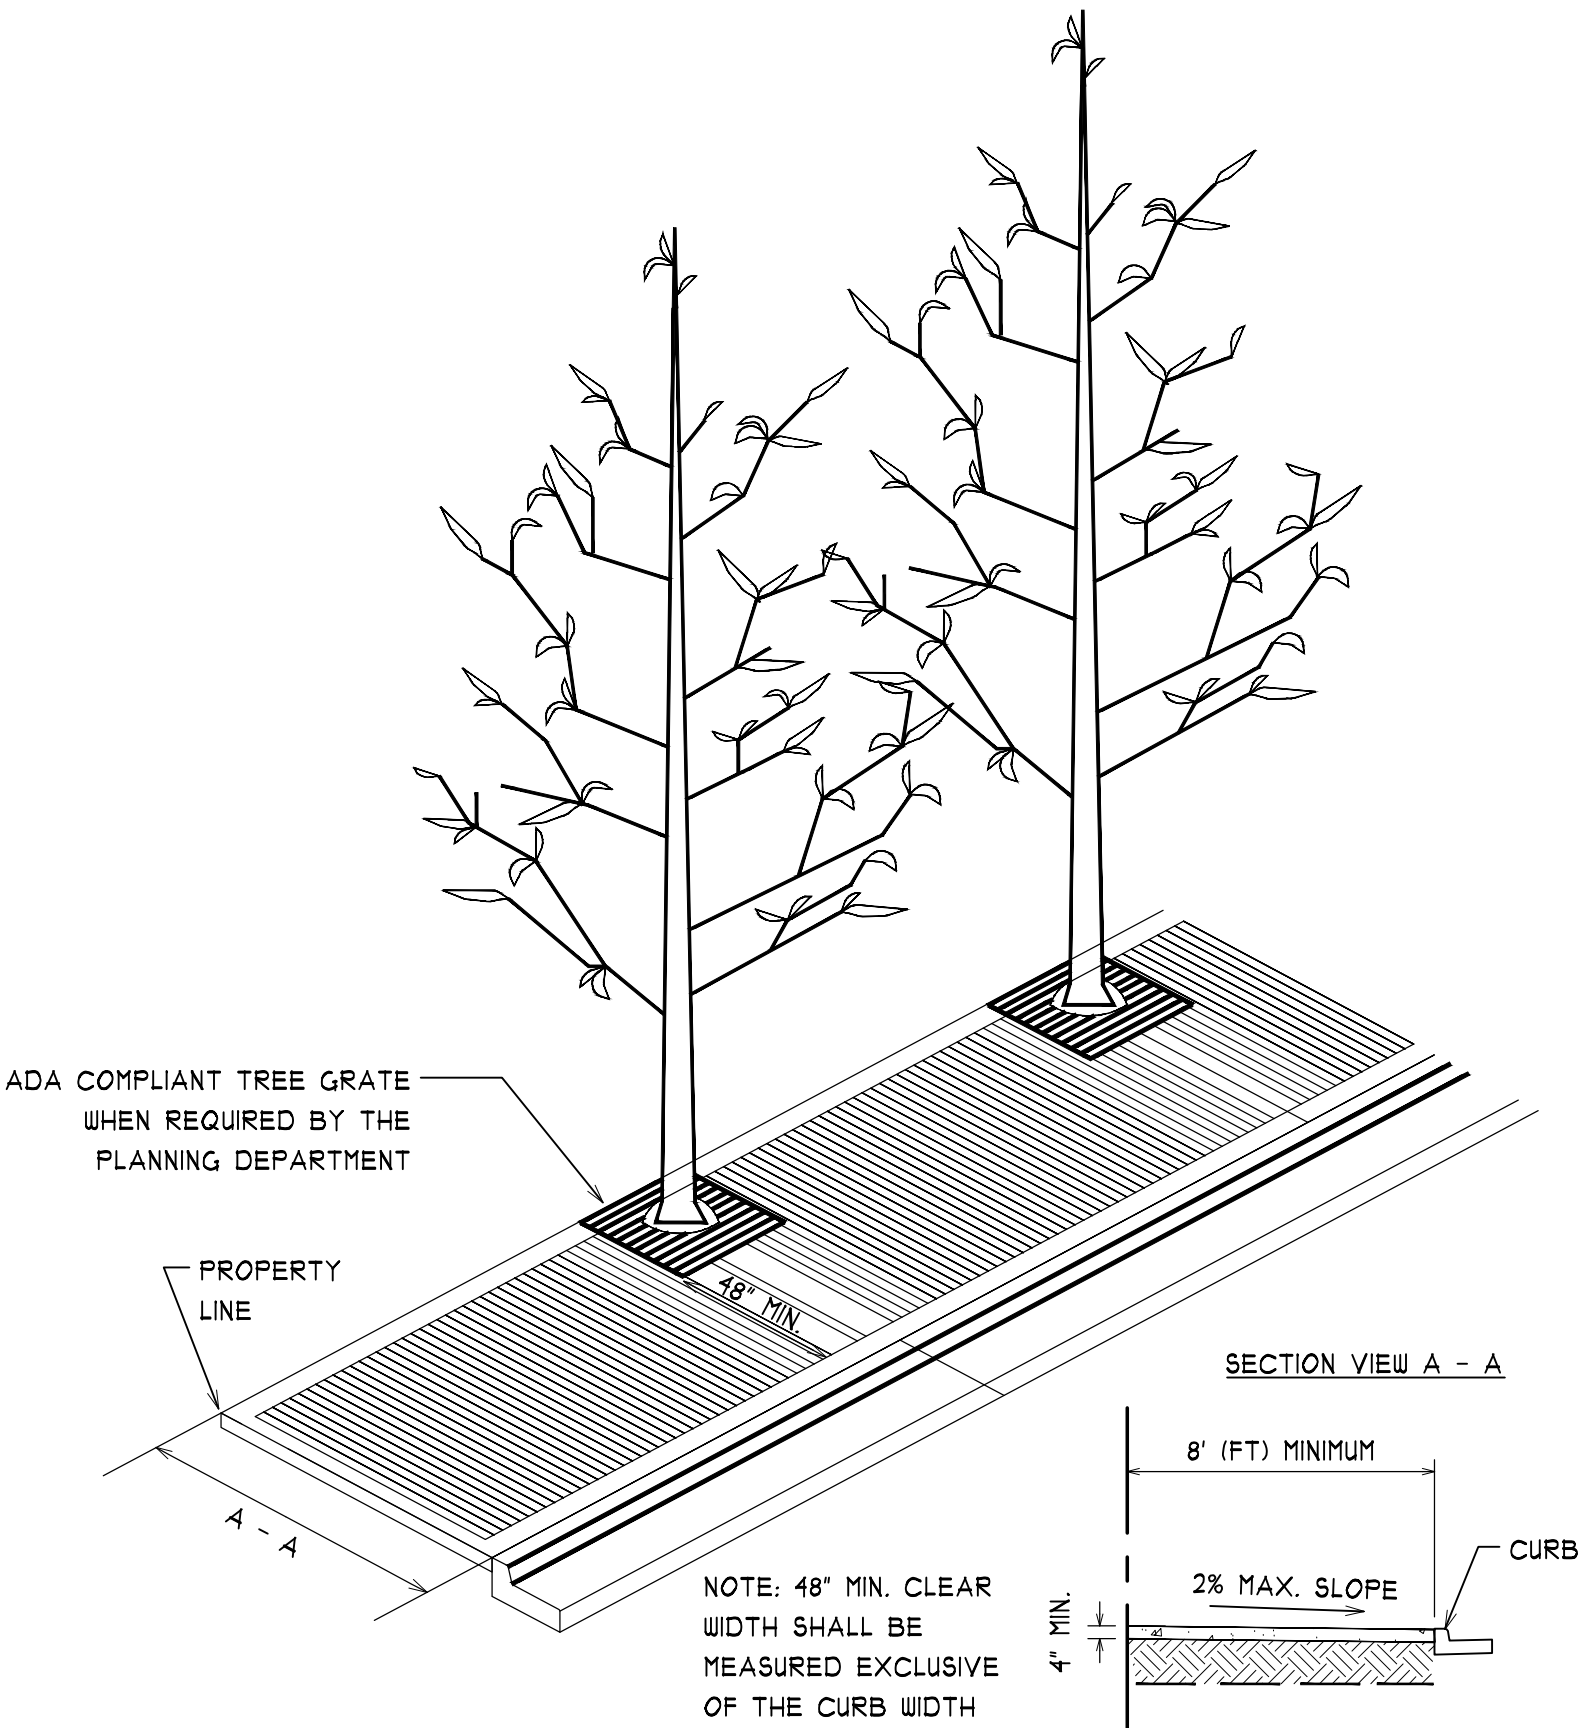 ADA COMPLIANT TREE GRATE
WHEN REQUIRED BY THE
PLANNING DEPARTMENT
PROPERTY
LINE
48" MIN.
A - A
SECTION VIEW A - A
8' (FT) MINIMUM
CURB
2% MAX. SLOPE
4" MIN.
NOTE: 48" MIN. CLEAR
WIDTH SHALL BE
MEASURED EXCLUSIVE
OF THE CURB WIDTH